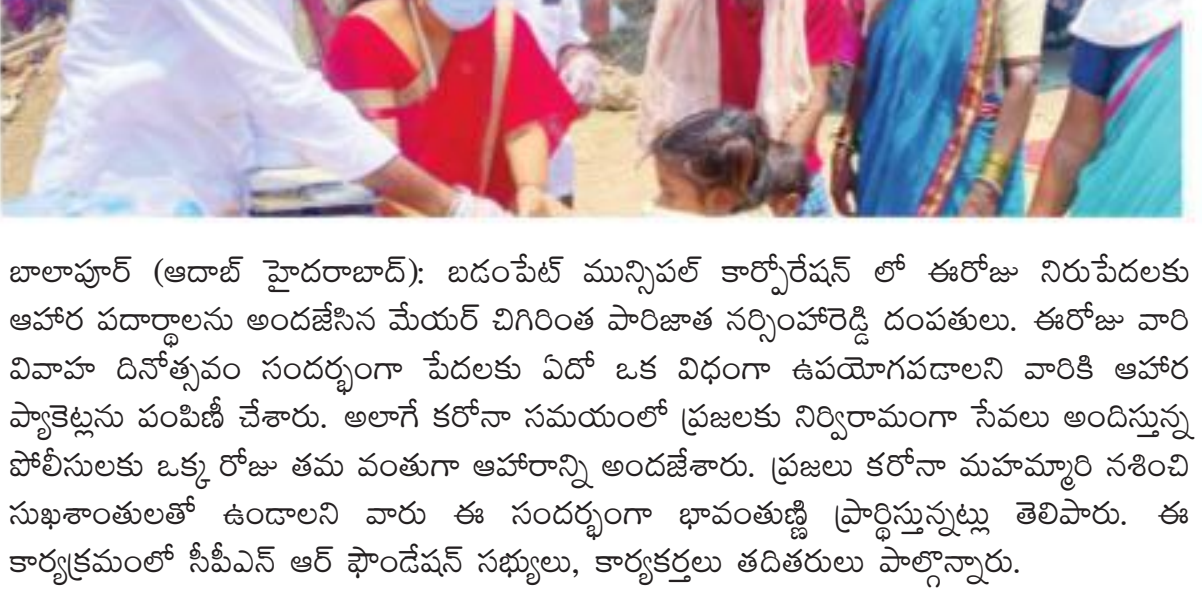 బాలాపూర్ (ఆదాబ్ హైదరాబాద్): బడంపేట్ మున్సిపల్ కార్పోరేషన్ లో ఈరోజు నిరుపేదలకు
ఆహార పదార్థాలను అందజేసిన మేయర్ చిగిరింత పారిజాత నర్సింహారెడ్డి దంపతులు. ఈరోజు వారి
వివాహ దినోత్సవం సందర్భంగా పేదలకు ఏదో ఒక విధంగా ఉపయోగపడాలని వారికి ఆహార
ప్యాకెట్లను పంపిణీ చేశారు. అలాగే కరోనా సమయంలో ప్రజలకు నిర్విరామంగా సేవలు అందిస్తున్న
పోలీసులకు ఒక్క రోజు తమ వంతుగా ఆహారాన్ని అందజేశారు. ప్రజలు కరోనా మహమ్మారి నశించి
సుఖశాంతులతో ఉండాలని వారు ఈ సందర్భంగా భావంతుణ్ణి ప్రార్థిస్తున్నట్లు తెలిపారు. ఈ
కార్యక్రమంలో సీపీఎన్ ఆర్ ఫౌండేషన్ సభ్యులు, కార్యకర్తలు తదితరులు పాల్గొన్నారు.